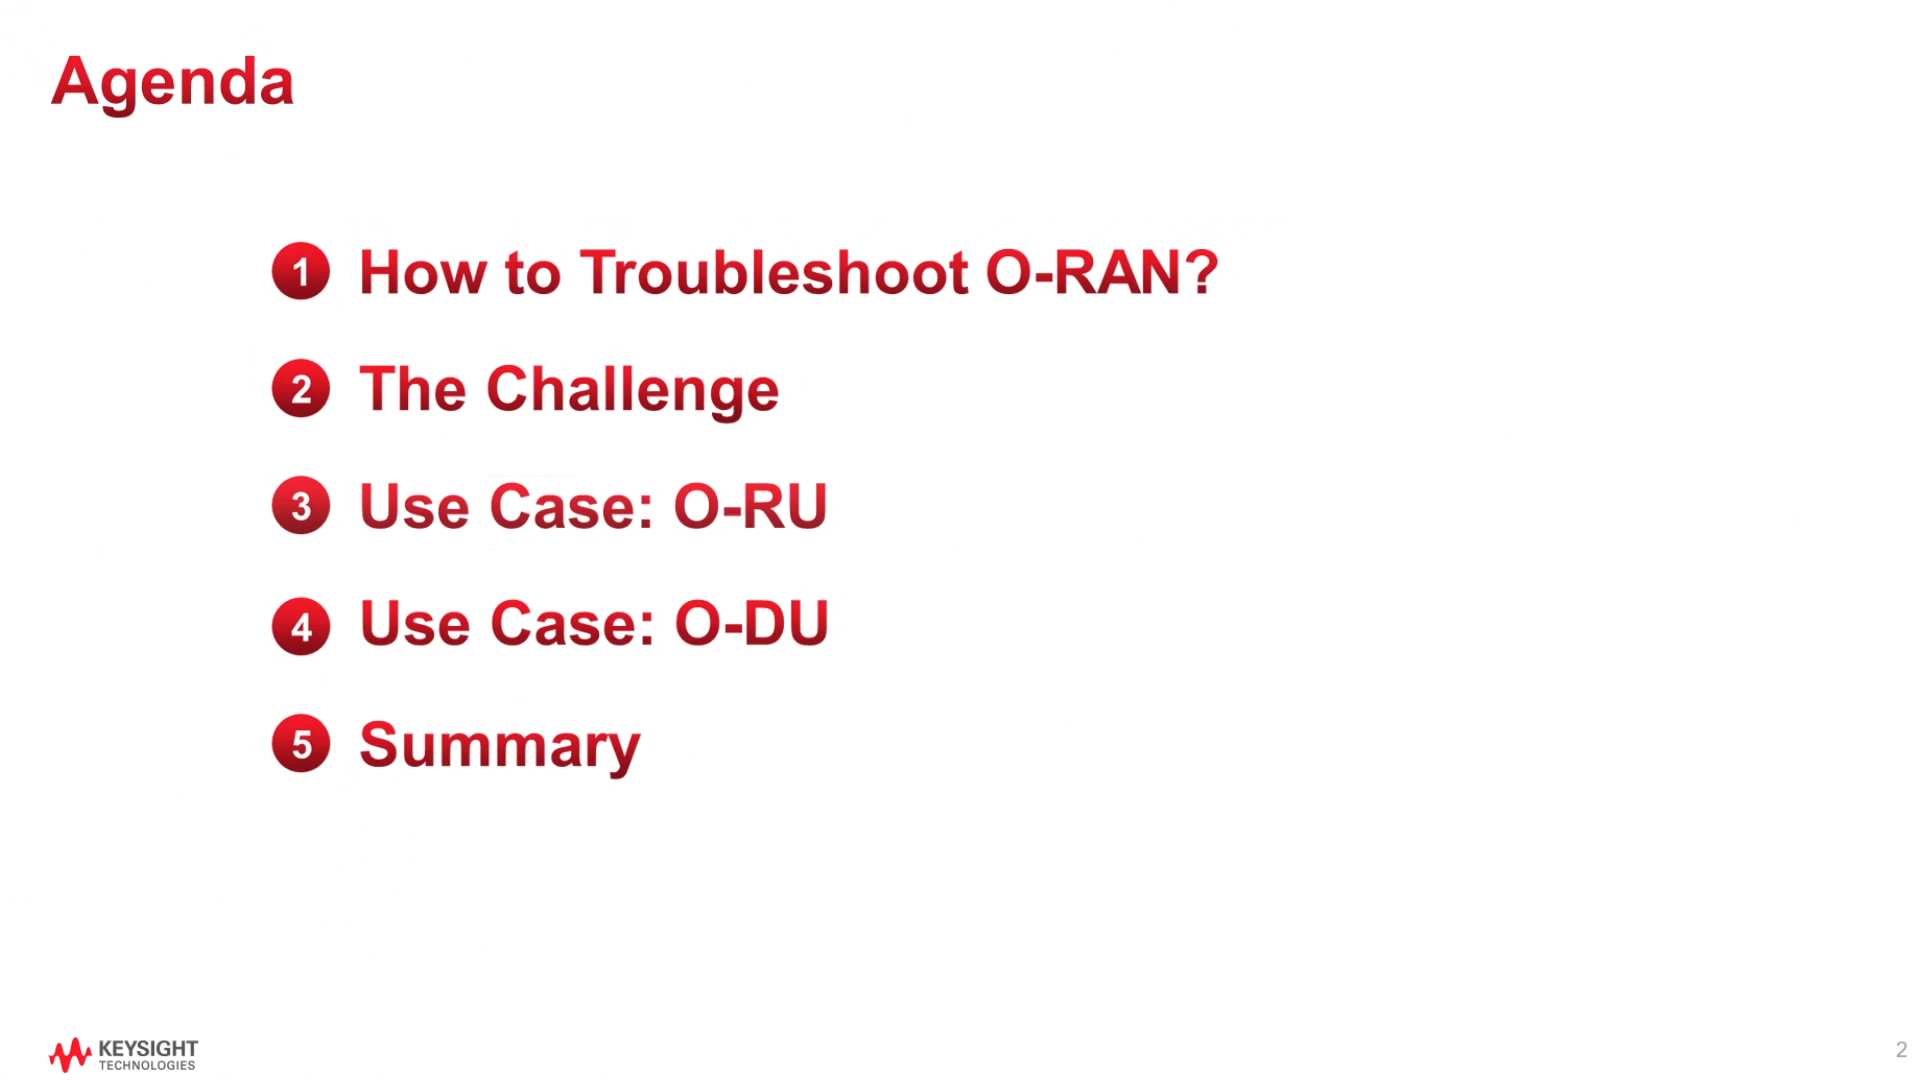 Agenda
1 How to Troubleshoot O-RAN?
2 The Challenge
3 Use Case: O-RU
4 Use Case: O-DU
5 Summary
KEYSIGHT
TECHNOLOGIES
2